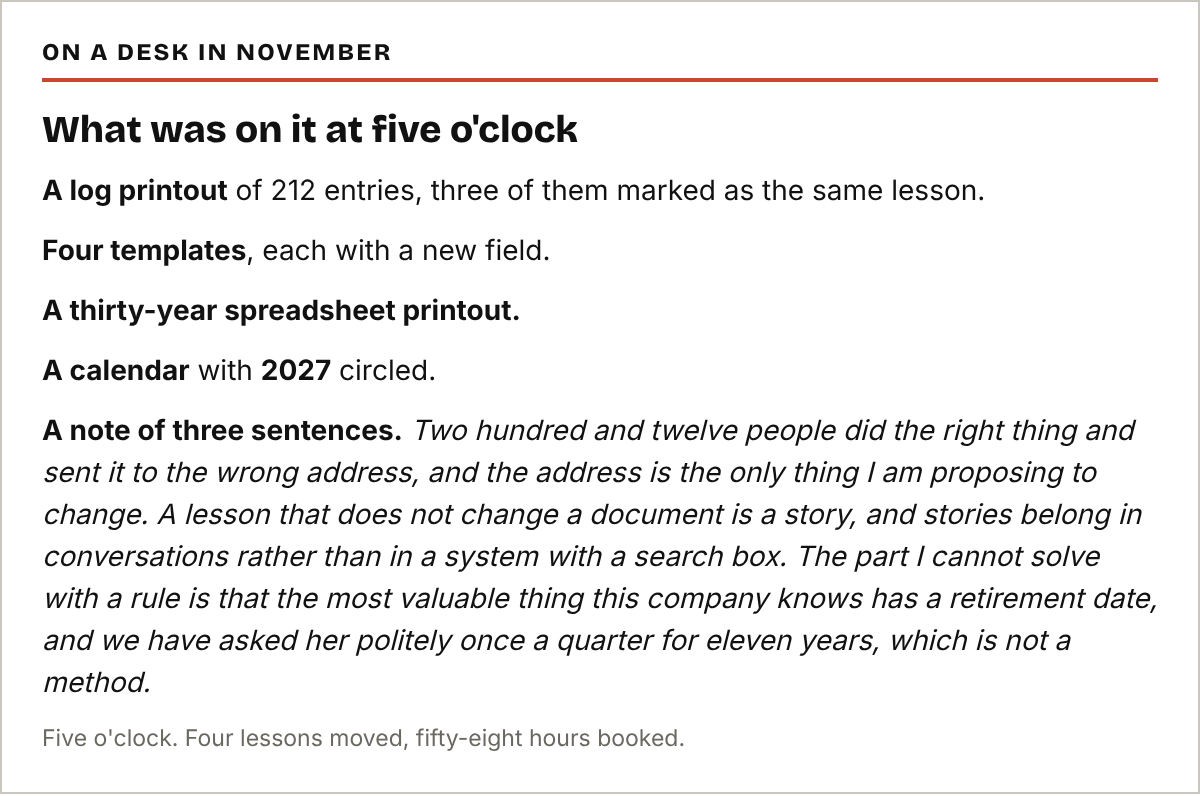 ON A DESK IN NOVEMBER
What was on it at five o'clock
A log printout of 212 entries, three of them marked as the same lesson.
Four templates, each with a new field.
A thirty-year spreadsheet printout.
A calendar with 2027 circled.
A note of three sentences. Two hundred and twelve people did the right thing and
sent it to the wrong address, and the address is the only thing I am proposing to
change. A lesson that does not change a document is a story, and stories belong in
conversations rather than in a system with a search box. The part I cannot solve
with a rule is that the most valuable thing this company knows has a retirement date,
and we have asked her politely once a quarter for eleven years, which is not a
method.
Five o'clock. Four lessons moved, fifty-eight hours booked.